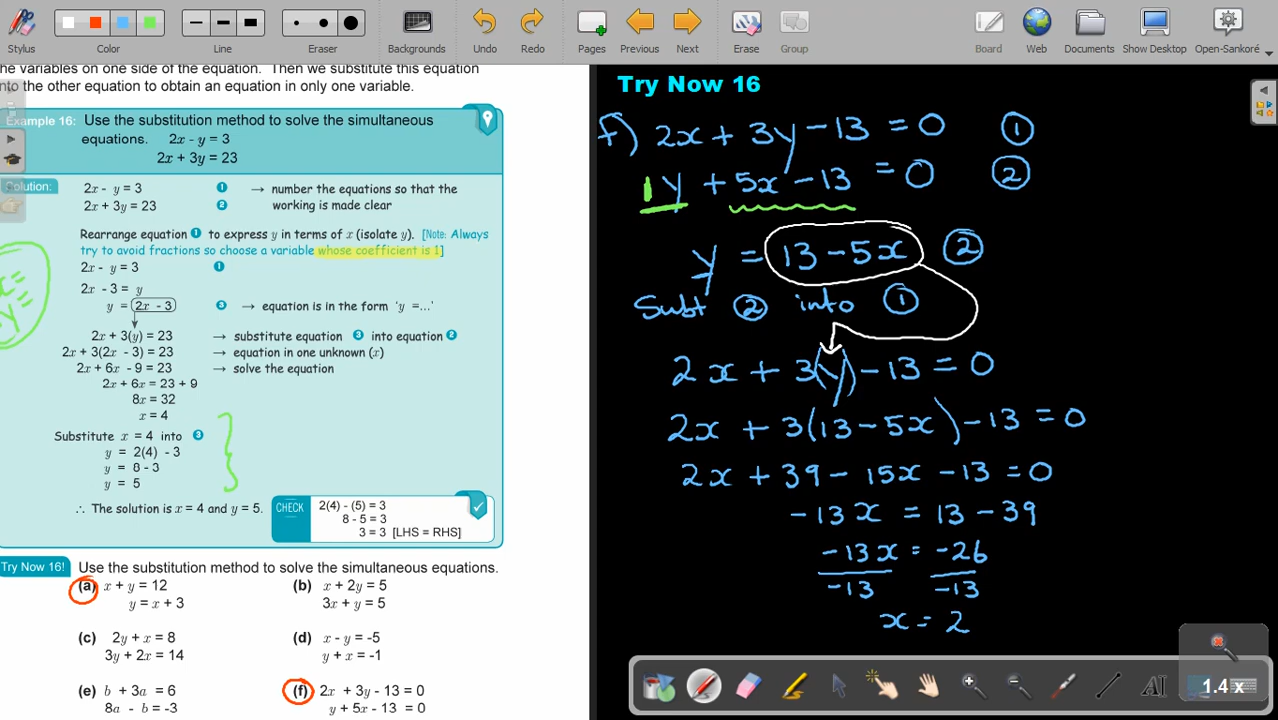 Stylus
Color
Line
Eraser
Backgrounds
Undo
Redo
Pages
Previous
Next
Erase
Group
Board
Web
Documents
Show Desktop
Open-Sankoré
the variables on one side of the equation. Then we substitute this equation
into the other equation to obtain an equation in only one variable.
Example 16: Use the substitution method to solve the simultaneous
equations. 2x - y = 3
2x + 3y = 23
Solution:
2x - y = 3 1 → number the equations so that the
2x + 3y = 23 2 working is made clear
Rearrange equation 1 to express y in terms of x (isolate y). [Note: Always
try to avoid fractions so choose a variable whose coefficient is 1]
2x - y = 3 1
2x - 3 = y
y = 2x - 3 3 → equation is in the form 'y =...'
2x + 3(y) = 23 → substitute equation 3 into equation 2
2x + 3(2x - 3) = 23 → equation in one unknown (x)
2x + 6x - 9 = 23 → solve the equation
2x + 6x = 23 + 9
8x = 32
x = 4
Substitute x = 4 into 3
y = 2(4) - 3
y = 8 - 3
y = 5
∴ The solution is x = 4 and y = 5.
CHECK
2(4) - (5) = 3
8 - 5 = 3
3 = 3 [LHS = RHS]
x =
y =
Try Now 16! Use the substitution method to solve the simultaneous equations.
(a) x + y = 12
y = x + 3
(b) x + 2y = 5
3x + y = 5
(c) 2y + x = 8
3y + 2x = 14
(d) x - y = -5
y + x = -1
(e) b + 3a = 6
8a - b = -3
(f) 2x + 3y - 13 = 0
y + 5x - 13 = 0
Try Now 16
f) 2x + 3y - 13 = 0 1
1y + 5x - 13 = 0 2
y = 13 - 5x 2
Subt 2 into 1
2x + 3(y) - 13 = 0
2x + 3(13 - 5x) - 13 = 0
2x + 39 - 15x - 13 = 0
-13x = 13 - 39
-13x = -26
-13 -13
x = 2
1.4 x